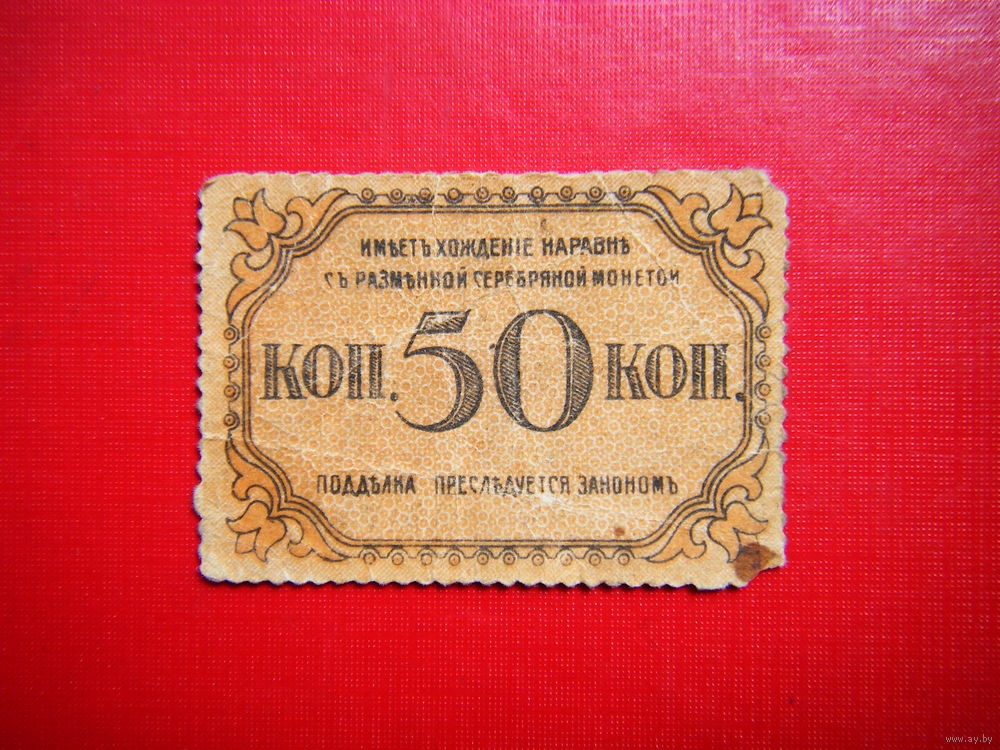 ИМѢЕТЪ ХОЖДЕНІЕ НАРАВНѢ
СЪ РАЗМѢННОЙ СЕРЕБРЯНОЙ МОНЕТОЙ
КОП. 50 КОП.
ПОДДѢЛКА ПРЕСЛѢДУЕТСЯ ЗАКОНОМЪ
www.ay.by